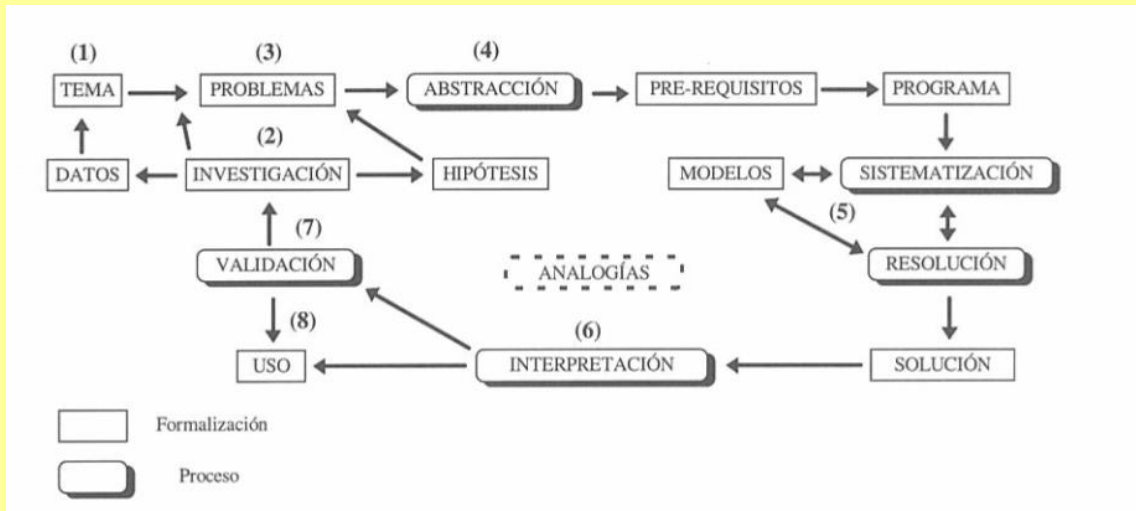 (1)
(3)
(4)
TEMA
PROBLEMAS
ABSTRACCIÓN
PRE-REQUISITOS
PROGRAMA
(2)
DATOS
INVESTIGACIÓN
HIPÓTESIS
MODELOS
SISTEMATIZACIÓN
(5)
(7)
VALIDACIÓN
ANALOGÍAS
RESOLUCIÓN
(8)
(6)
USO
INTERPRETACIÓN
SOLUCIÓN
Formalización
Proceso